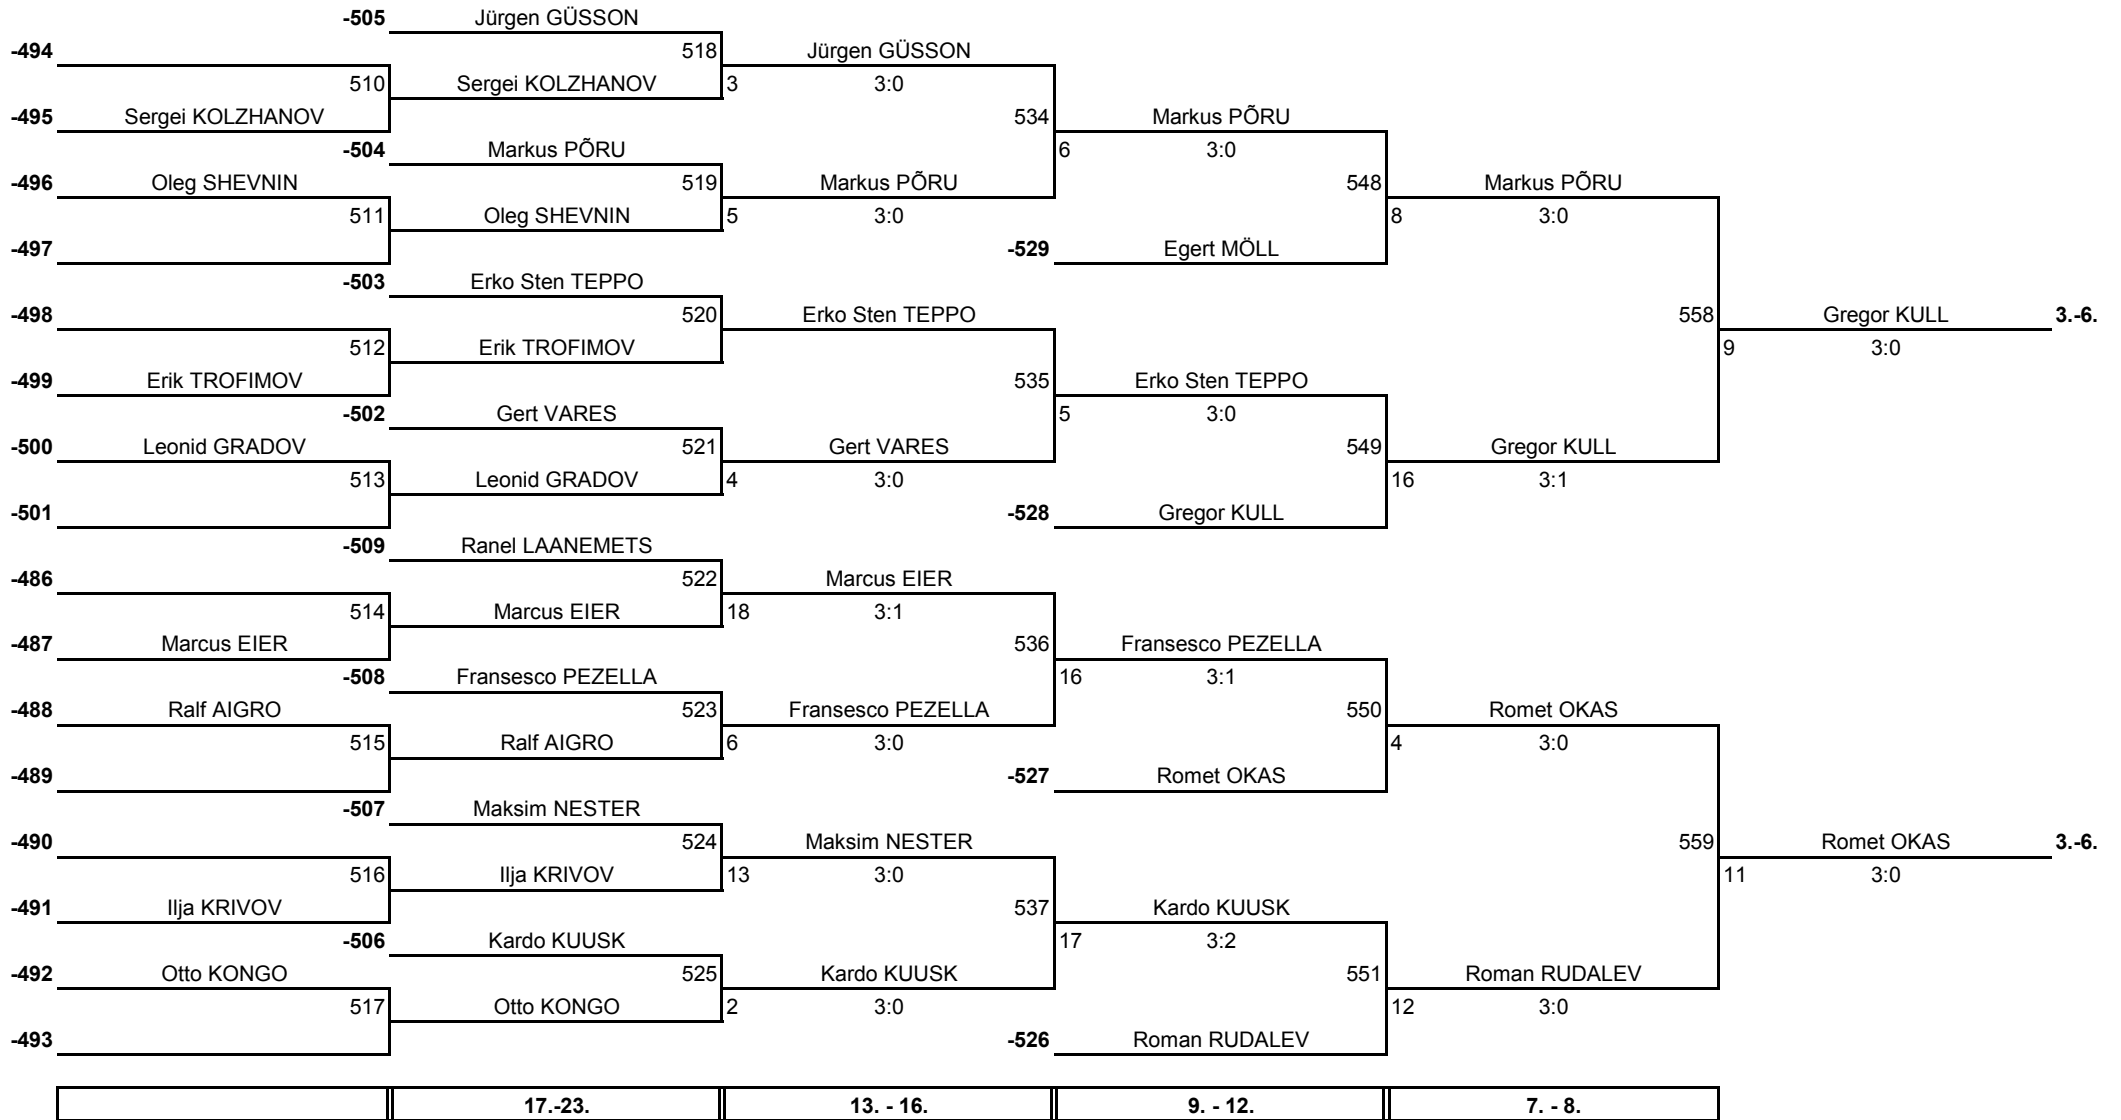 -505 Jürgen GÜSSON
-494 518 Jürgen GÜSSON
510 Sergei KOLZHANOV 3 3:0
-495 Sergei KOLZHANOV 534 Markus PÕRU
-504 Markus PÕRU 6 3:0
-496 Oleg SHEVNIN 519 Markus PÕRU 548 Markus PÕRU
511 Oleg SHEVNIN 5 3:0 8 3:0
-497 -529 Egert MÖLL
-503 Erko Sten TEPPO
-498 520 Erko Sten TEPPO 558 Gregor KULL 3.-6.
512 Erik TROFIMOV 9 3:0
-499 Erik TROFIMOV 535 Erko Sten TEPPO
-502 Gert VARES 5 3:0
-500 Leonid GRADOV 521 Gert VARES 549 Gregor KULL
513 Leonid GRADOV 4 3:0 16 3:1
-501 -528 Gregor KULL
-509 Ranel LAANEMETS
-486 522 Marcus EIER
514 Marcus EIER 18 3:1
-487 Marcus EIER 536 Fransesco PEZELLA
-508 Fransesco PEZELLA 16 3:1
-488 Ralf AIGRO 523 Fransesco PEZELLA 550 Romet OKAS
515 Ralf AIGRO 6 3:0 4 3:0
-489 -527 Romet OKAS
-507 Maksim NESTER
-490 524 Maksim NESTER 559 Romet OKAS 3.-6.
516 Ilja KRIVOV 13 3:0 11 3:0
-491 Ilja KRIVOV 537 Kardo KUUSK
-506 Kardo KUUSK 17 3:2
-492 Otto KONGO 525 Kardo KUUSK 551 Roman RUDALEV
517 Otto KONGO 2 3:0 12 3:0
-493 -526 Roman RUDALEV
17.-23. 13. - 16. 9. - 12. 7. - 8.